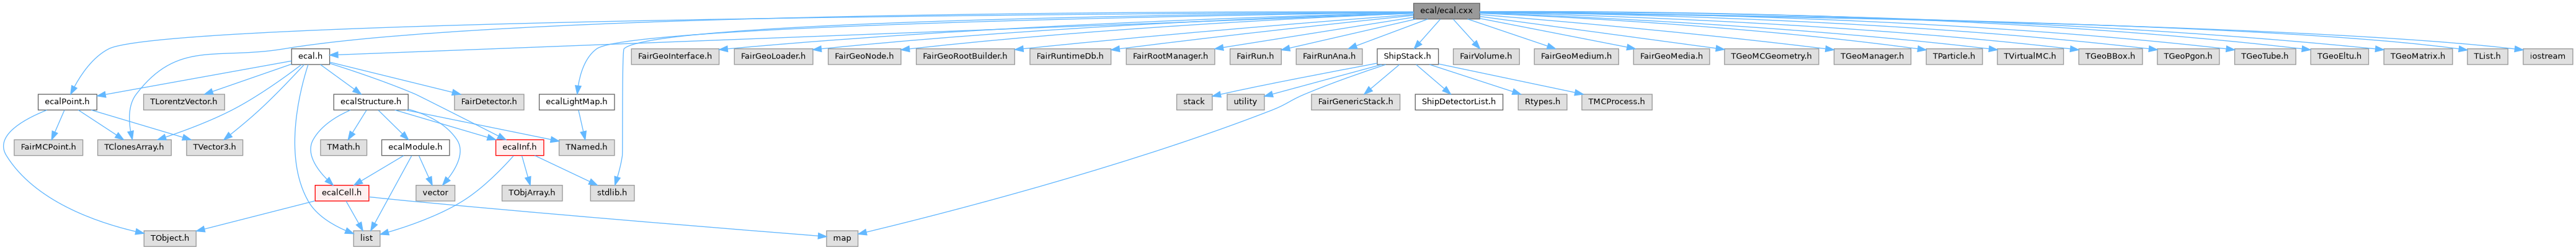 ecal/ecal.cxx
ecal.h
FairGeoInterface.h
FairGeoLoader.h
FairGeoNode.h
FairGeoRootBuilder.h
FairRuntimeDb.h
FairRootManager.h
FairRun.h
FairRunAna.h
ShipStack.h
FairVolume.h
FairGeoMedium.h
FairGeoMedia.h
TGeoMCGeometry.h
TGeoManager.h
TParticle.h
TVirtualMC.h
TGeoBBox.h
TGeoPgon.h
TGeoTube.h
TGeoEltu.h
TGeoMatrix.h
TList.h
iostream
ecalPoint.h
TLorentzVector.h
ecalStructure.h
FairDetector.h
ecalLightMap.h
stack
utility
FairGenericStack.h
ShipDetectorList.h
Rtypes.h
TMCProcess.h
FairMCPoint.h
TClonesArray.h
TVector3.h
TMath.h
ecalModule.h
ecalInf.h
TNamed.h
ecalCell.h
vector
TObjArray.h
stdlib.h
TObject.h
list
map